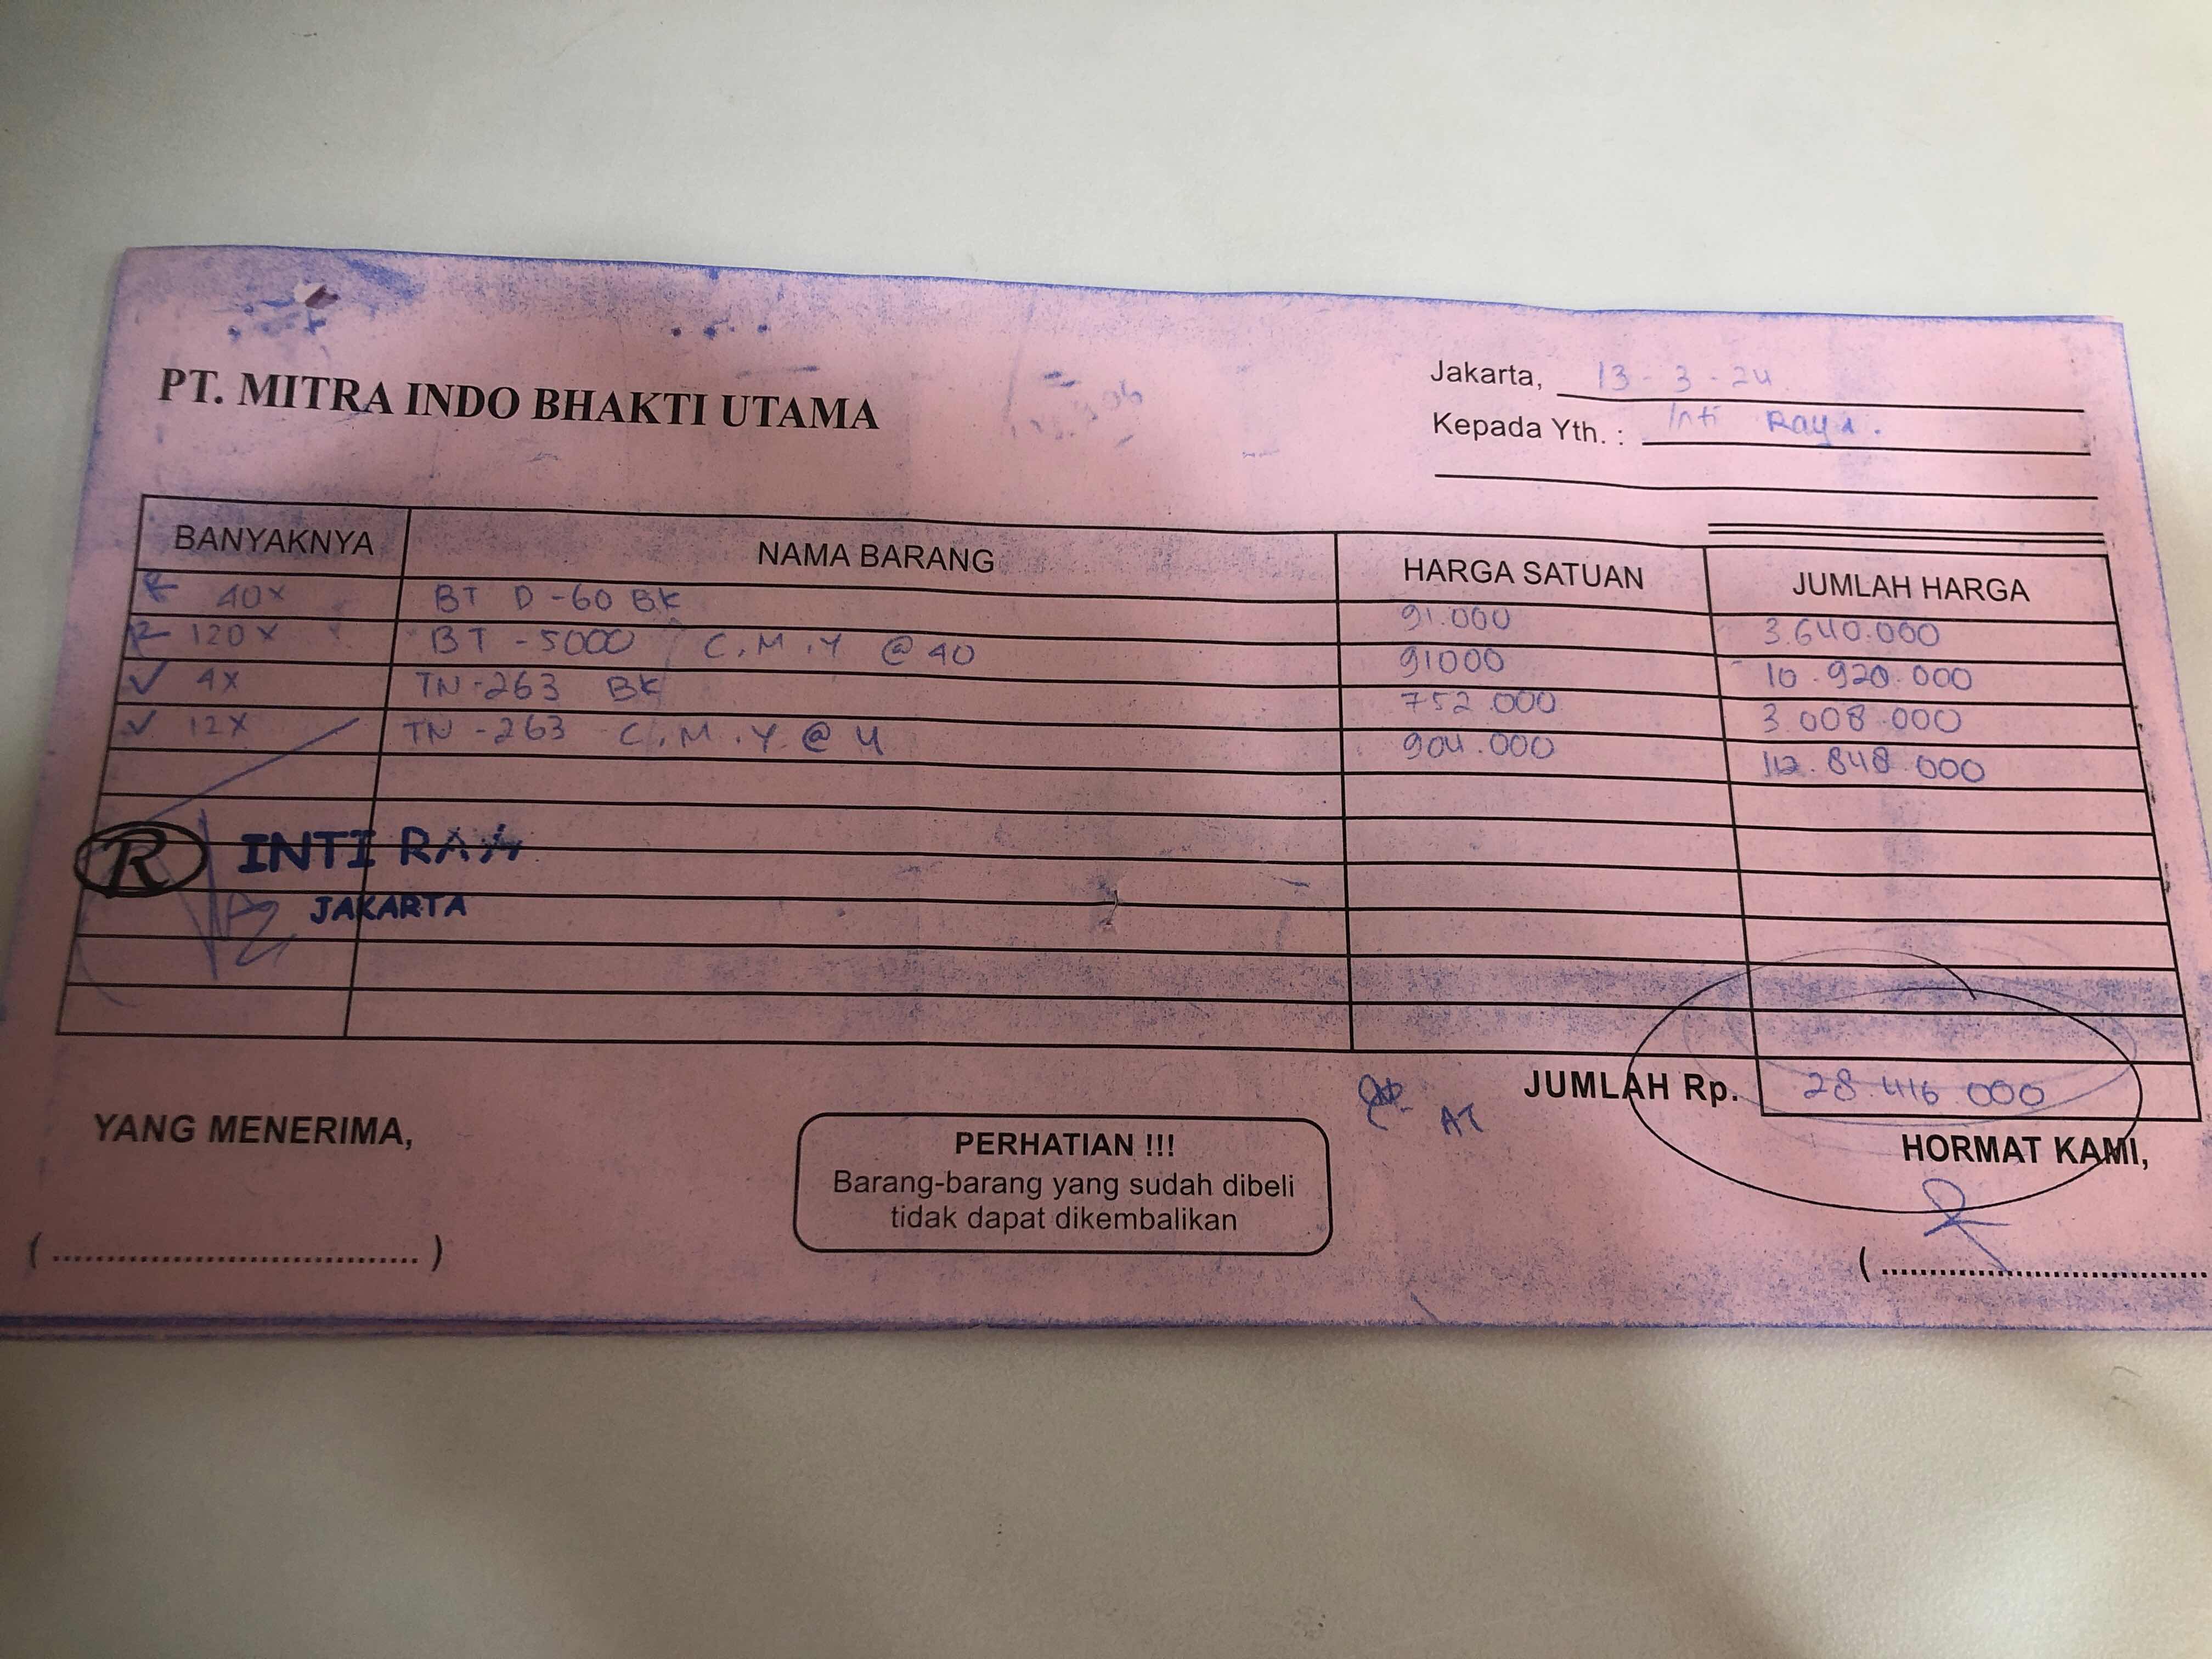 PT. MITRA INDO BHAKTI UTAMA
Jakarta, 13 - 3 - 24
Kepada Yth. : Inti Raya.
BANYAKNYA NAMA BARANG HARGA SATUAN JUMLAH HARGA
40x BT D-60 BK 91.000 3.640.000
120x BT-5000 C.M.Y @ 40 91000 10.920.000
4x TN-263 BK 752.000 3.008.000
12x TN-263 C.M.Y @ 4 904.000 848.000
R INTI
JAKARTA
JUMLAH Rp. 28.416.000
AT
YANG MENERIMA,
PERHATIAN !!!
Barang-barang yang sudah dibeli
tidak dapat dikembalikan
HORMAT KAMI,